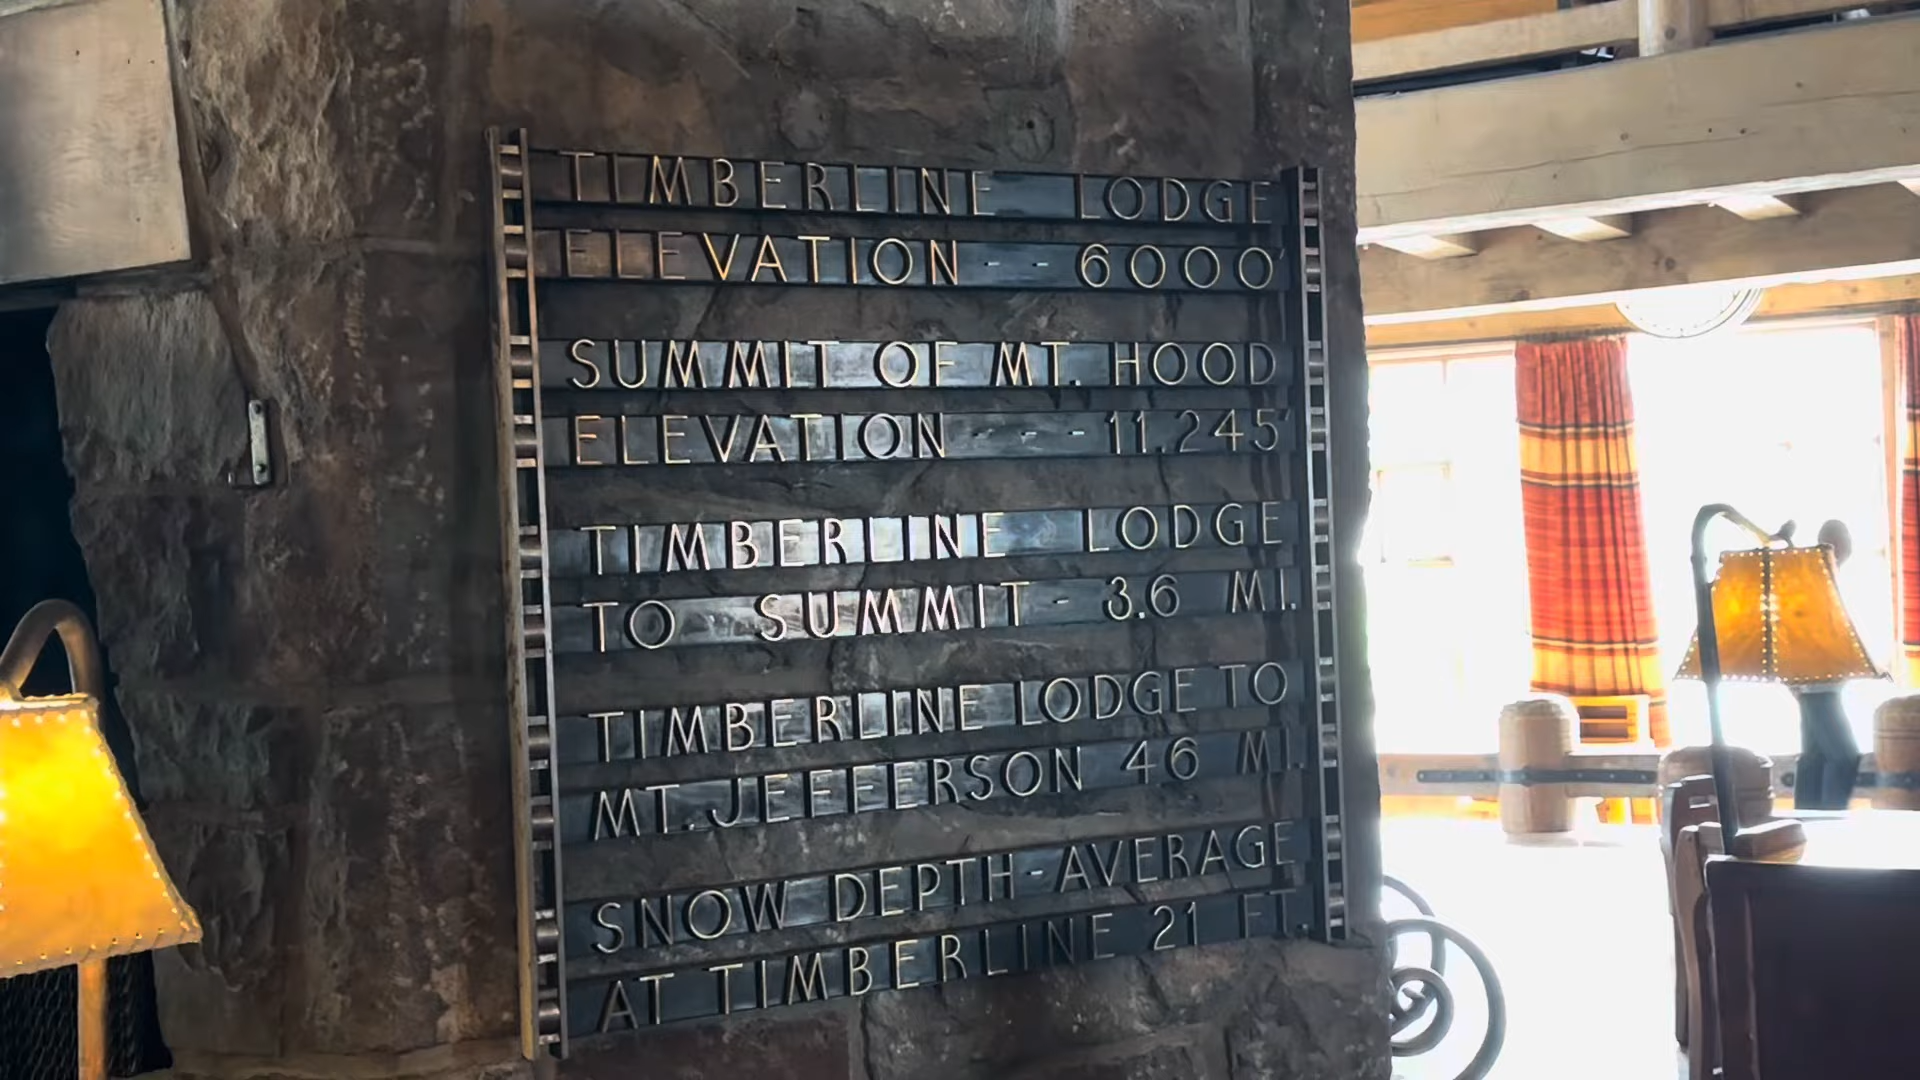 TIMBERLINE LODGE
ELEVATION - - 6000'
SUMMIT OF MT. HOOD
ELEVATION - - - 11,245'
TIMBERLINE LODGE
TO SUMMIT - 3.6 MI.
TIMBERLINE LODGE TO
MT. JEFFERSON 46 MI.
SNOW DEPTH - AVERAGE
AT TIMBERLINE 21 FT.